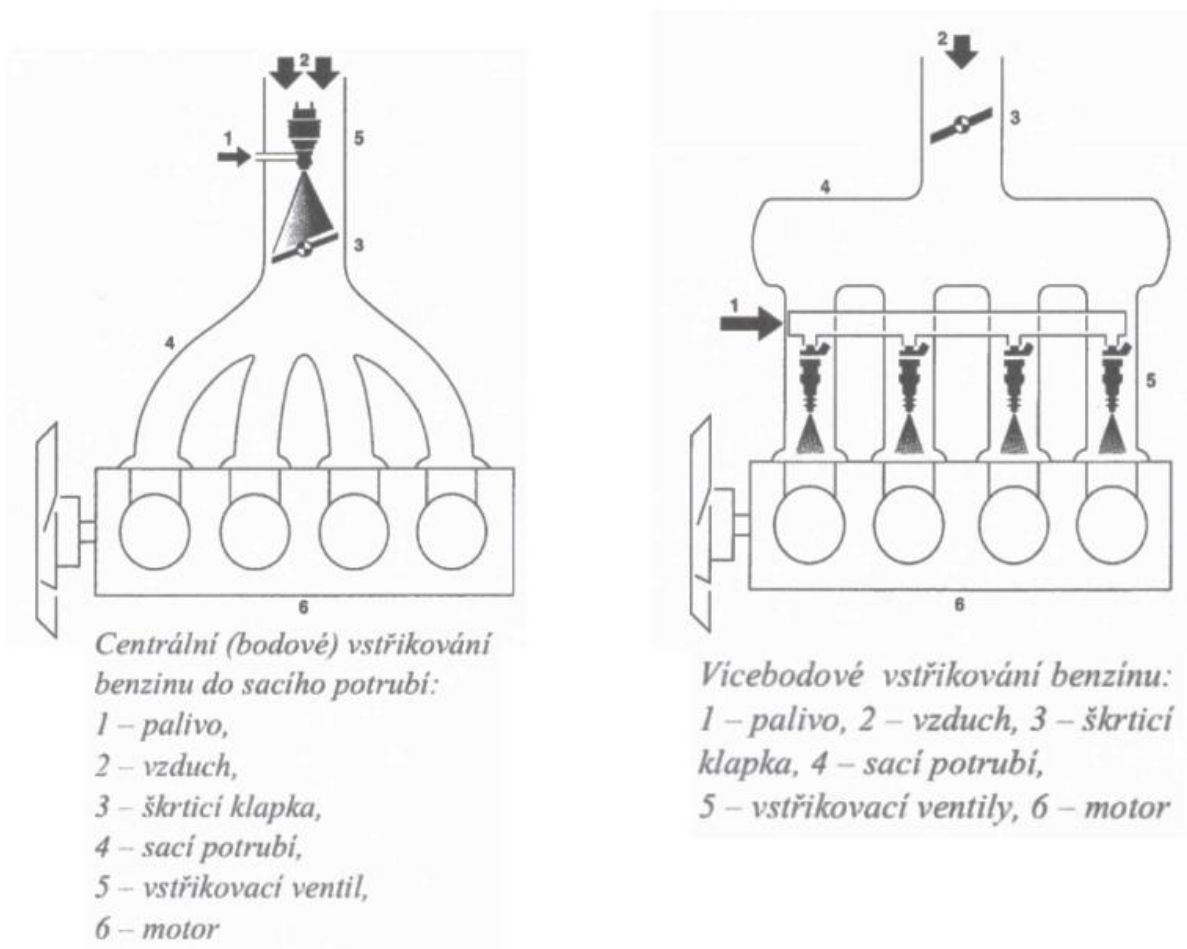 2
1
5
3
4
6
Centrální (bodové) vstřikování
benzinu do sacího potrubí:
1 – palivo,
2 – vzduch,
3 – škrticí klapka,
4 – sací potrubí,
5 – vstřikovací ventil,
6 – motor
2
3
4
1
5
6
Vícebodové vstřikování benzínu:
1 – palivo, 2 – vzduch, 3 – škrticí
klapka, 4 – sací potrubí,
5 – vstřikovací ventily, 6 – motor